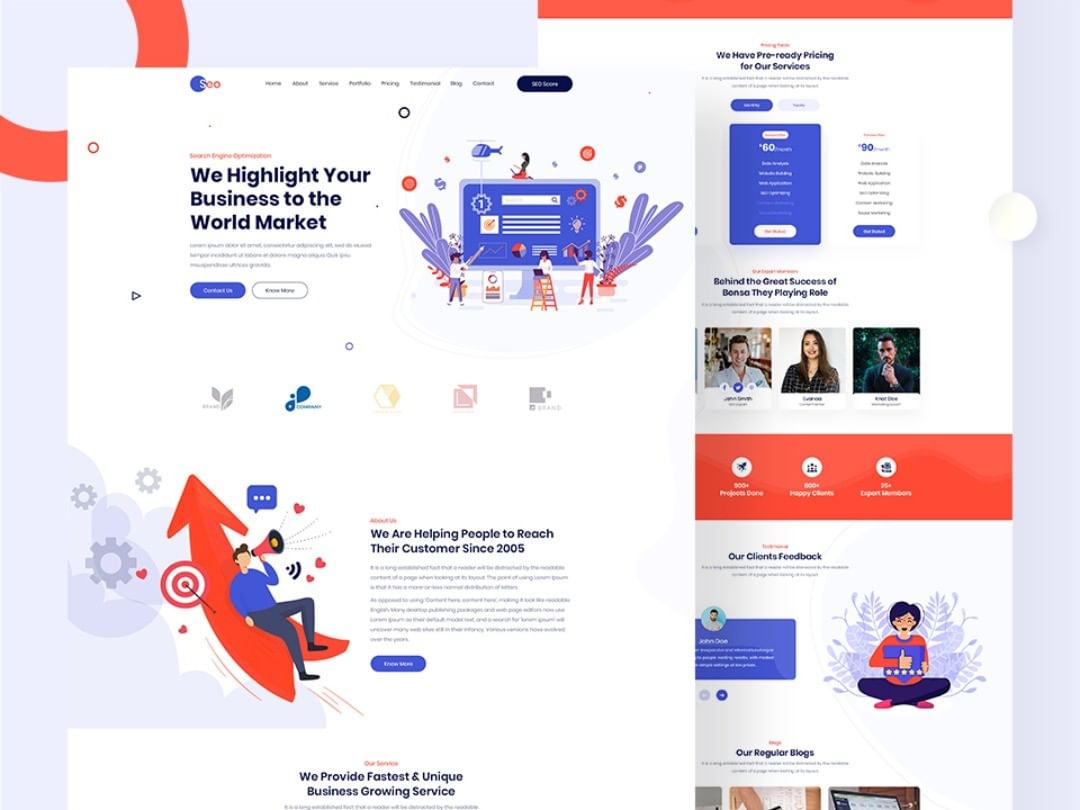 Seo
Home About Service Portfolio Pricing Testimonial Blog Contact
SEO Score
Search Engine Optimization
We Highlight Your
Business to the
World Market
Lorem ipsum dolor sit amet, consectetur adipiscing elit, sed do eiusod
tempor incididunt ut labore et dolore magna aliqua. Quis ipsu
msuspendisse ultrices gravida.
Contact Us
Know More
Search
1
BRAND
COMPANY
BRAND
About Us
We Are Helping People to Reach
Their Customer Since 2005
It is a long established fact that a reader will be distracted by the readable
content of a page when looking at its layout. The point of using Lorem Ipsum
is that it has a more-or-less normal distribution of letters.
As opposed to using 'Content here, content here', making it look like readable
English. Many desktop publishing packages and web page editors now use
Lorem Ipsum as their default model text, and a search for 'lorem ipsum' will
uncover many web sites still in their infancy. Various versions have evolved
over the years.
Know More
Our Service
We Provide Fastest & Unique
Business Growing Service
It is a long established fact that a reader will be distracted by the readable
Pricing Table
We Have Pre-ready Pricing
for Our Services
It is a long established fact that a reader will be distracted by the readable
content of a page when looking at its layout.
Monthly
Yearly
$60/month
Data Analysis
Website Building
Web Application
SEO Optimizing
Content Marketing
Social Marketing
Get Started
$90/month
Data Analysis
Website Building
Web Application
SEO Optimizing
Content Marketing
Social Marketing
Get Started
Our Expert Members
Behind the Great Success of
Bonsa They Playing Role
It is a long established fact that a reader will be distracted by the readable
content of a page when looking at its layout.
John Smith
Evanaa
Knot Doe
900+
Projects Done
800+
Happy Clients
25+
Expert Members
Testimonial
Our Clients Feedback
It is a long established fact that a reader will be distracted by the readable
content of a page when looking at its layout.
John Doe
Blogs
Our Regular Blogs
It is a long established fact that a reader will be distracted by the readable
content of a page when looking at its layout.